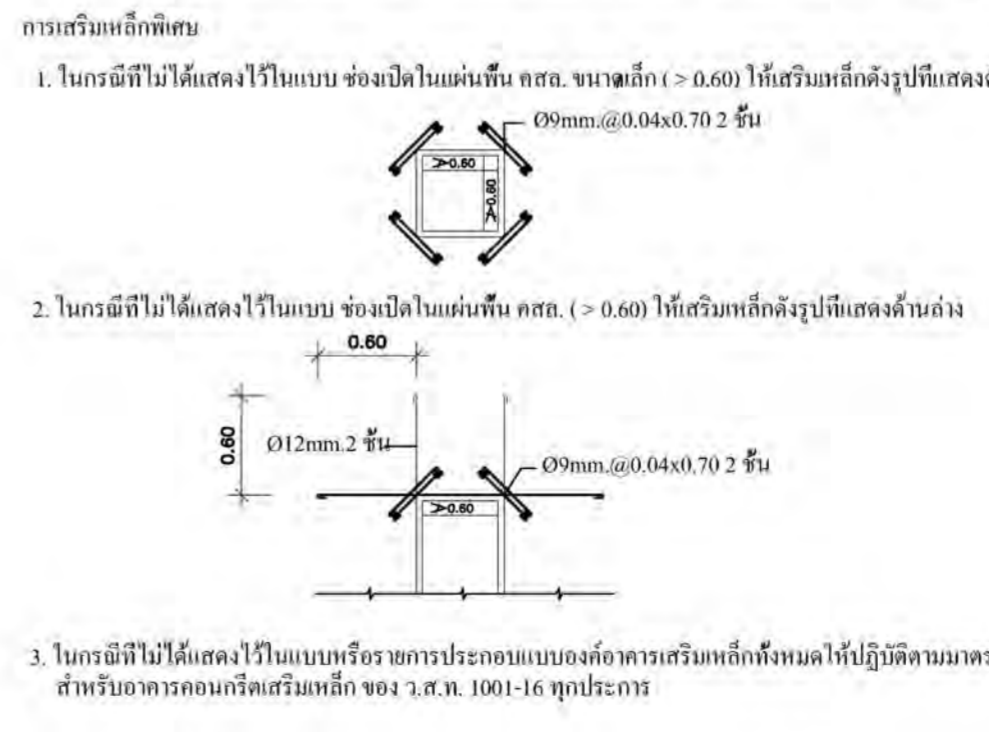 การเสริมเหล็กพิเศษ
1. ในกรณีที่ไม่ได้แสดงไว้ในแบบ ช่องเปิดในแผ่นพื้น คสล. ขนาดเล็ก ( > 0.60) ให้เสริมเหล็กดังรูปที่แสดง
Ø9mm.@0.04x0.70 2 ชั้น
>0.60
>0.60
2. ในกรณีที่ไม่ได้แสดงไว้ในแบบ ช่องเปิดในแผ่นพื้น คสล. ( > 0.60) ให้เสริมเหล็กดังรูปที่แสดงด้านล่าง
0.60
0.60
Ø12mm.2 ชั้น
Ø9mm.@0.04x0.70 2 ชั้น
>0.60
3. ในกรณีที่ไม่ได้แสดงไว้ในแบบหรือรายการประกอบแบบองค์อาคารเสริมเหล็กทั้งหมดให้ปฏิบัติตามมาตร
สำหรับอาคารคอนกรีตเสริมเหล็ก ของ ว.ส.ท. 1001-16 ทุกประการ